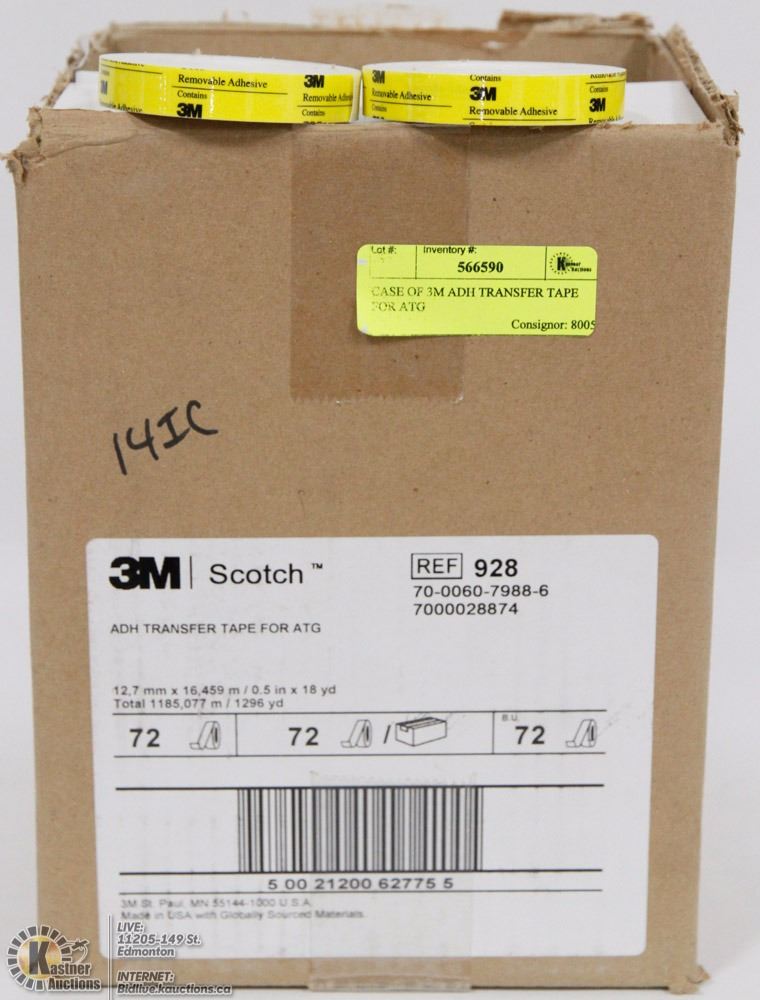 Removable Adhesive
Contains
3M
3M
Removable Adhesive
Contains
3M
Removable Adhesive
Contains
3M
Removable Adhesive
Contains
3M
Lot #: Inventory #:
566590
CASE OF 3M ADH TRANSFER TAPE
FOR ATG
Consignor: 8005
14IC
3M Scotch™ REF 928
70-0060-7988-6
7000028874
ADH TRANSFER TAPE FOR ATG
12,7 mm x 16,459 m / 0.5 in x 18 yd
Total 1185,077 m / 1296 yd
72 72 / B.U. 72
5 00 21200 62775 5
3M St. Paul, MN 55144-1000 U.S.A.
Made in USA with Globally Sourced Materials.
Kastner Auctions
LIVE:
11205-149 St.
Edmonton
INTERNET:
Bidlive.kauctions.ca